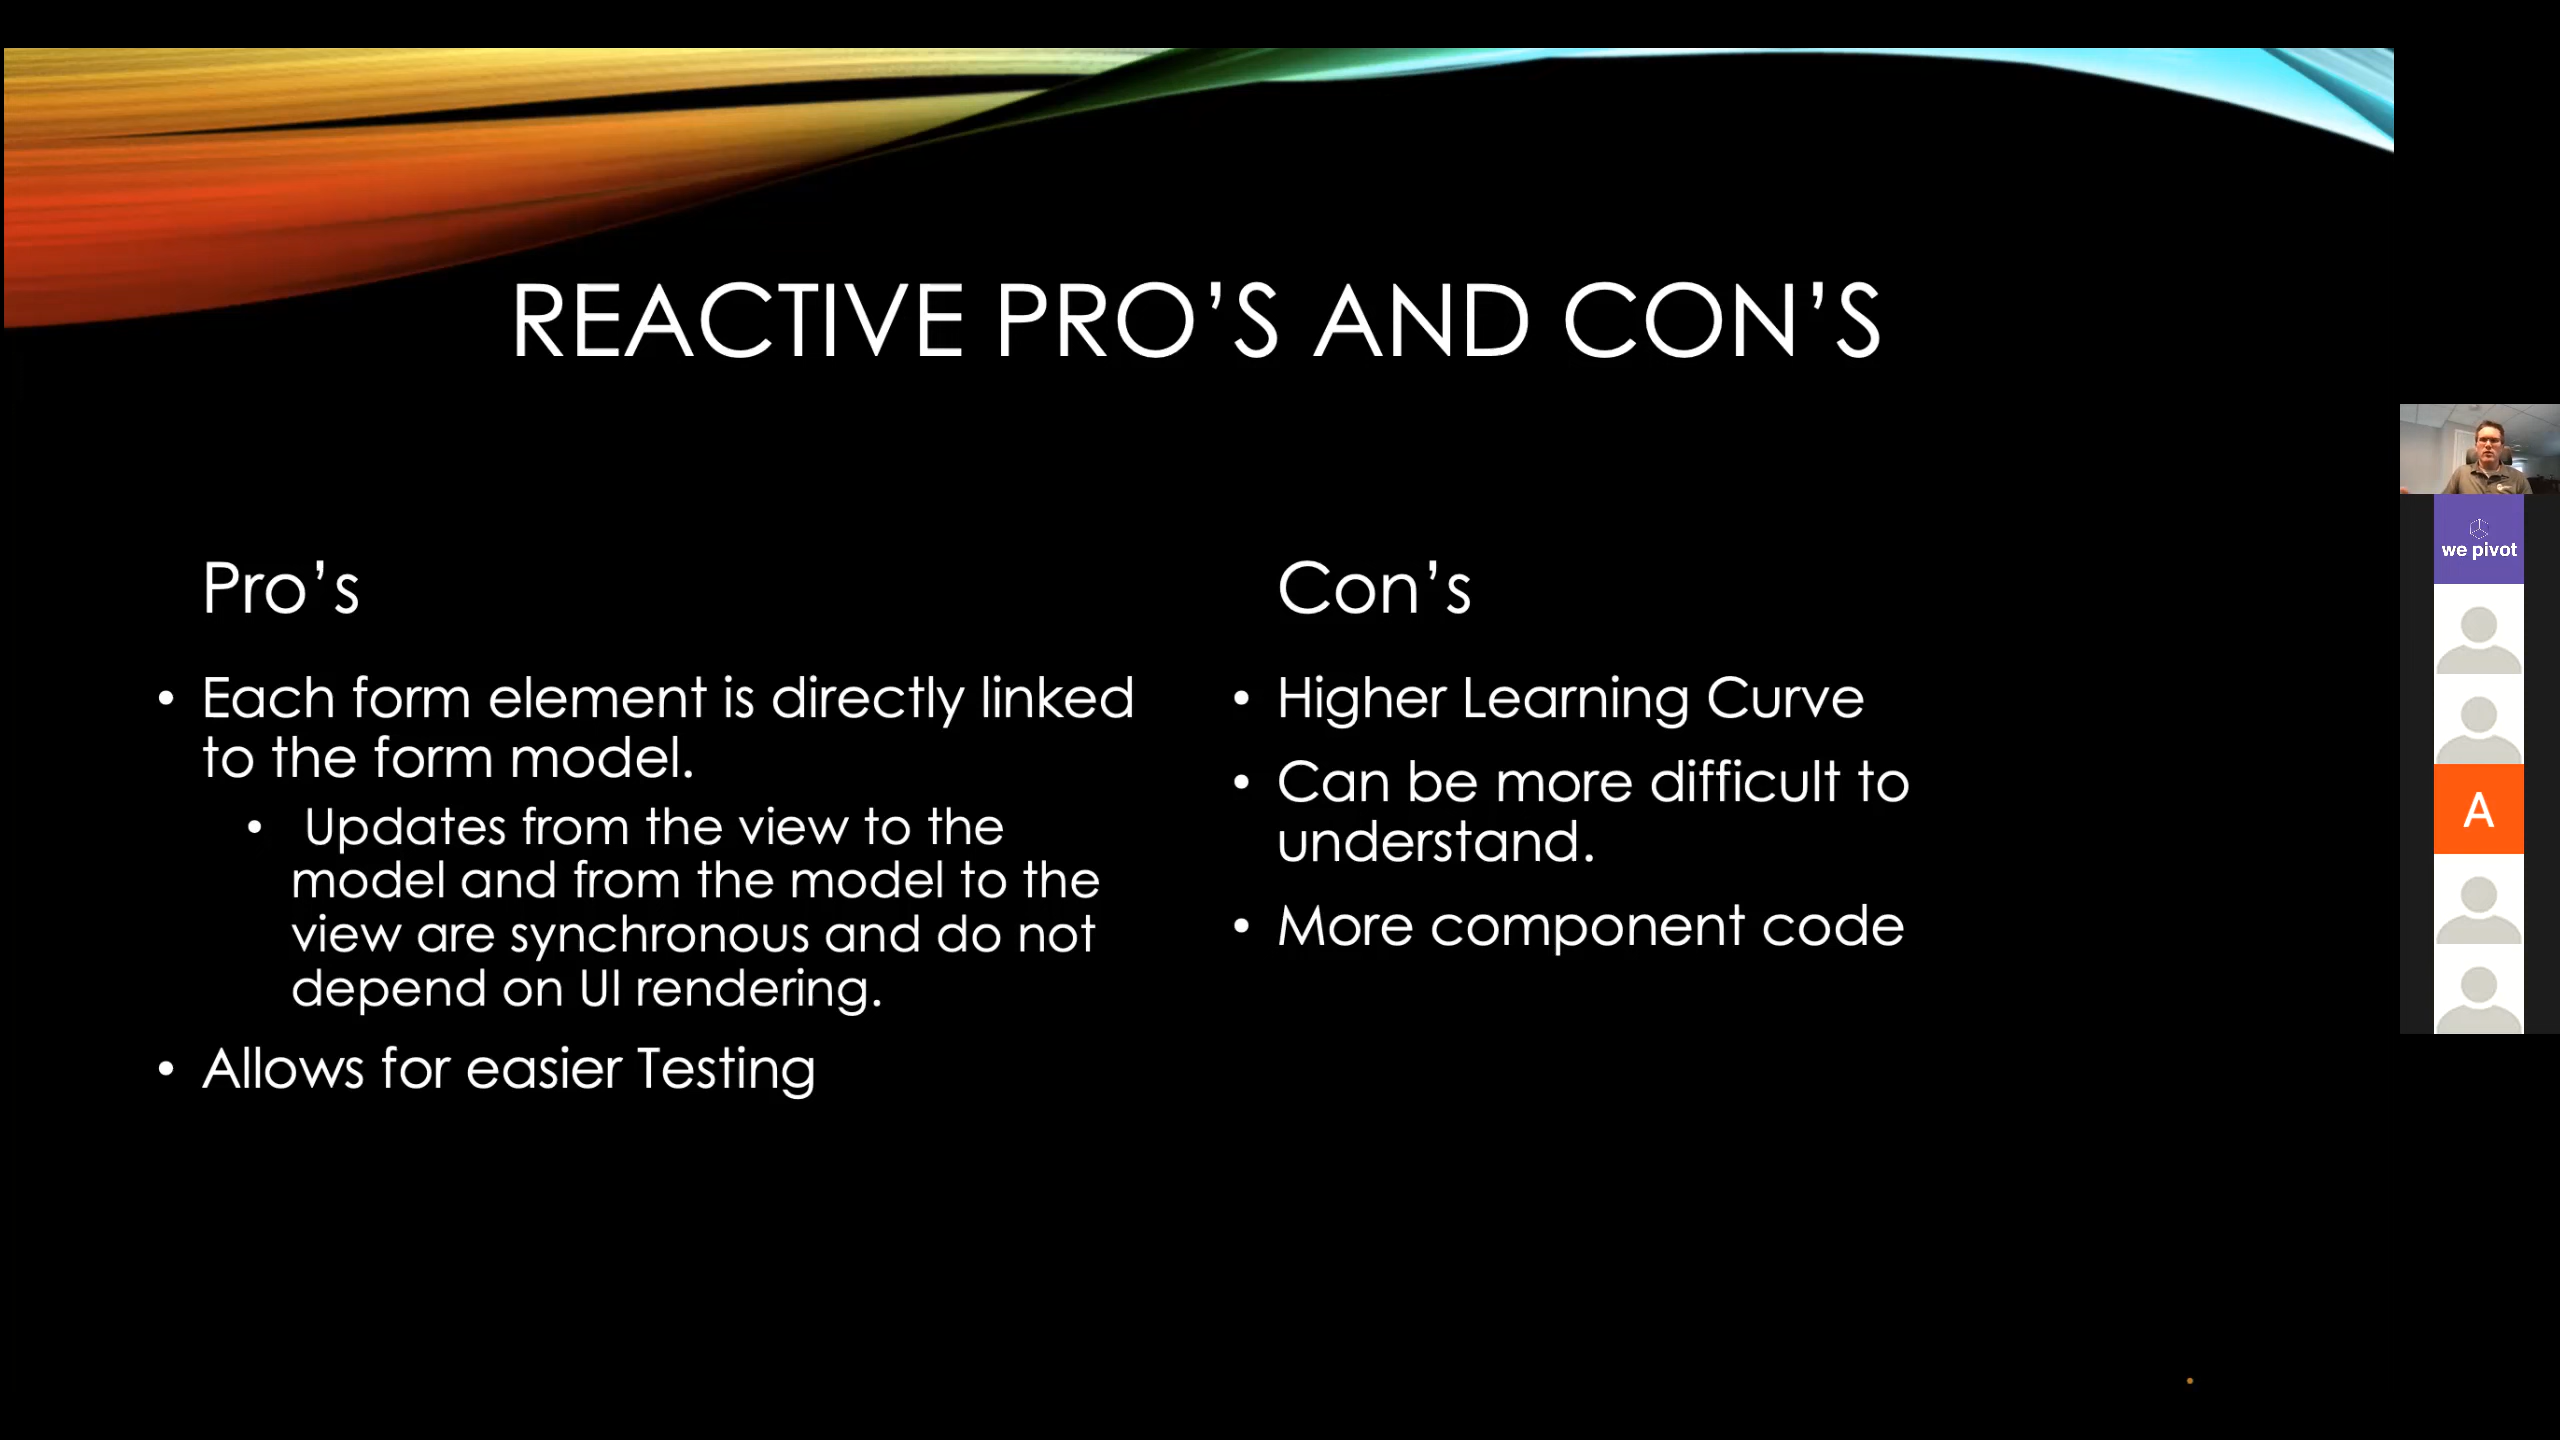 REACTIVE PRO’S AND CON’S
Pro’s
• Each form element is directly linked
to the form model.
• Updates from the view to the
model and from the model to the
view are synchronous and do not
depend on UI rendering.
• Allows for easier Testing
Con’s
• Higher Learning Curve
• Can be more difficult to
understand.
• More component code
we pivot
A